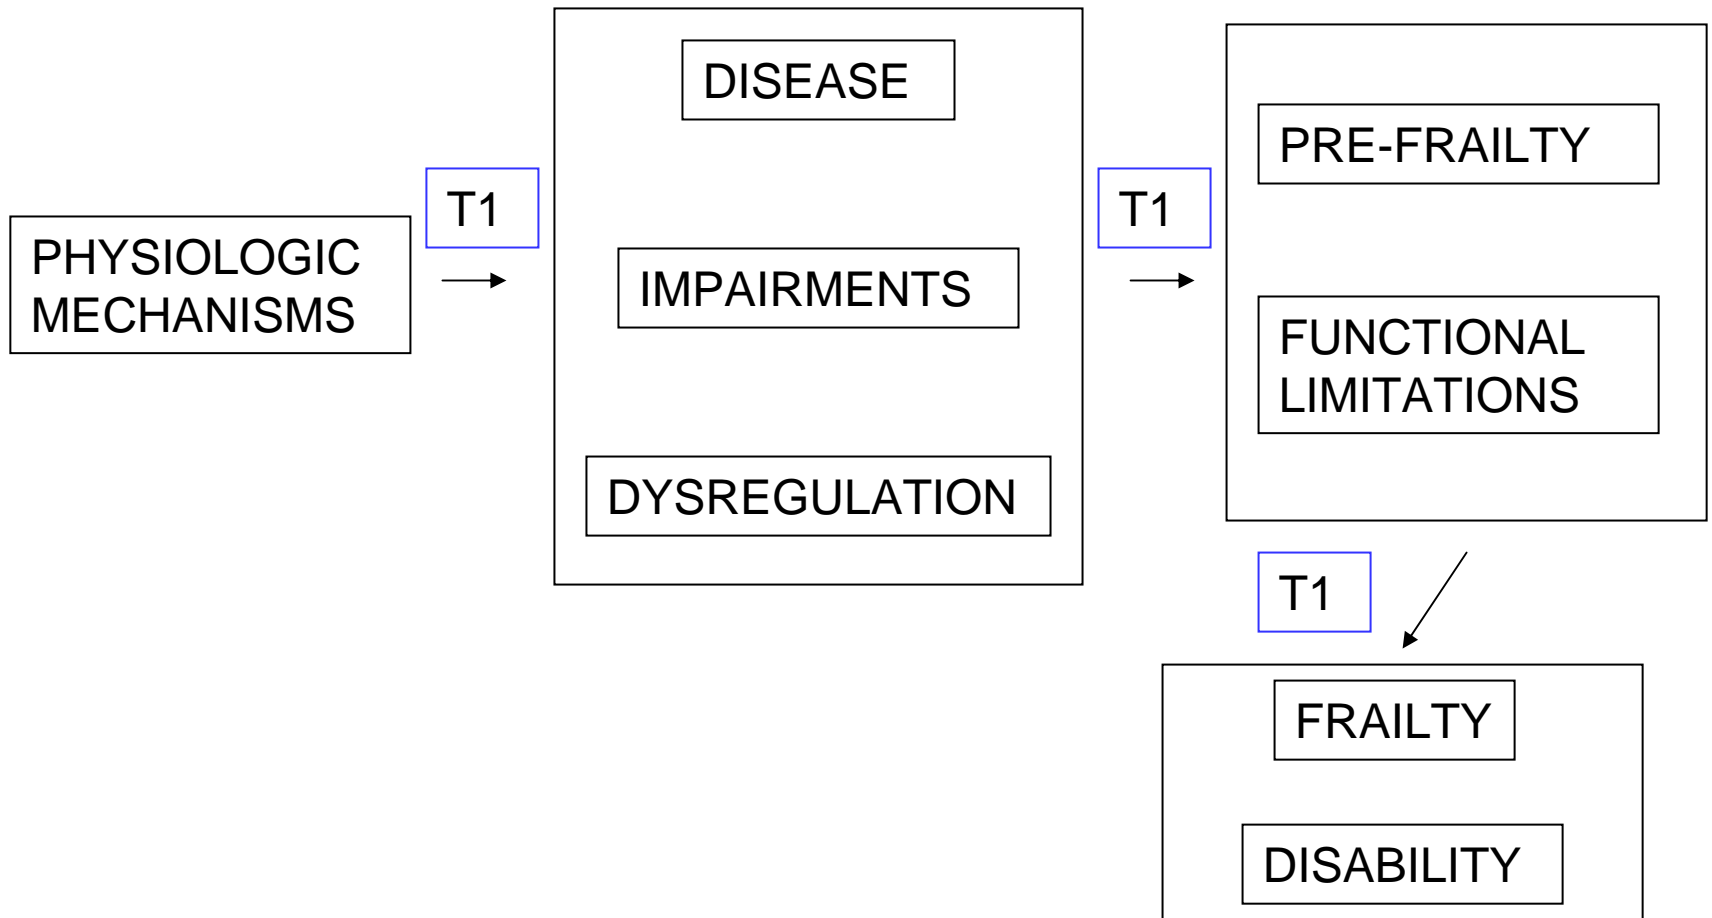 PHYSIOLOGIC
MECHANISMS
T1
DISEASE
IMPAIRMENTS
DYSREGULATION
T1
PRE-FRAILTY
FUNCTIONAL
LIMITATIONS
T1
FRAILTY
DISABILITY